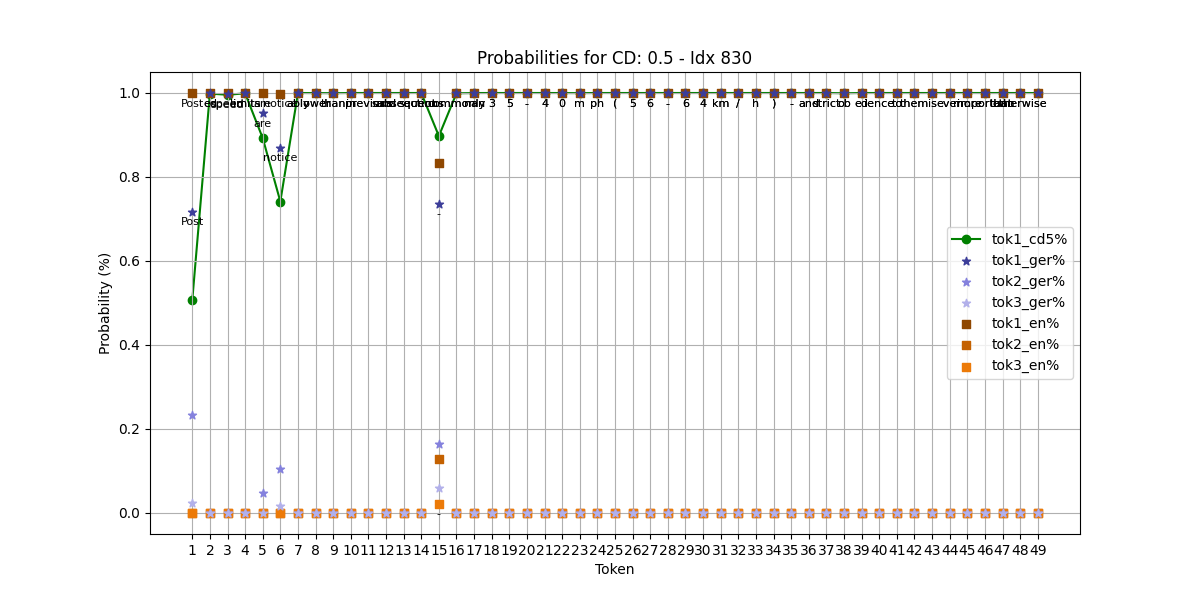 Probabilities for CD: 0.5 - Idx 830
Probability (%)
1.0
0.8
0.6
0.4
0.2
0.0
Post
are
notice
-
-
3 5 - 4 0 m ph ( 5 6 - 6 4 km / h ) -
tok1_cd5%
tok1_ger%
tok2_ger%
tok3_ger%
tok1_en%
tok2_en%
tok3_en%
1 2 3 4 5 6 7 8 9 10 11 12 13 14 15 16 17 18 19 20 21 22 23 24 25 26 27 28 29 30 31 32 33 34 35 36 37 38 39 40 41 42 43 44 45 46 47 48 49
Token